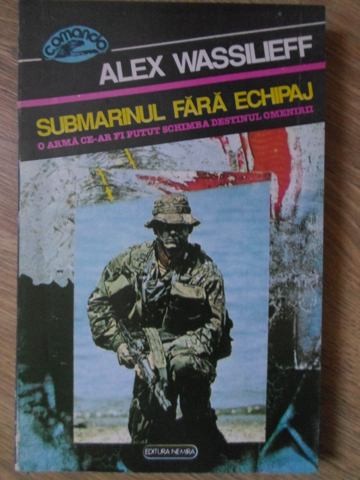 comando
ALEX WASSILIEFF
SUBMARINUL FĂRĂ ECHIPAJ
O ARMĂ CE-AR FI PUTUT SCHIMBA DESTINUL OMENIRII
EDITURA NEMIRA